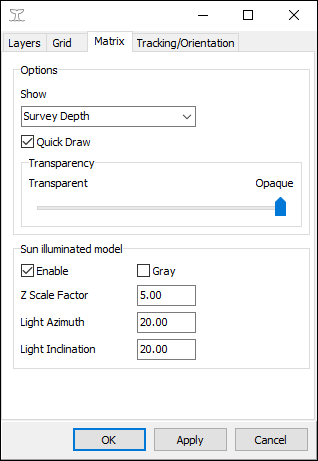 Layers Grid Matrix Tracking/Orientation
Options
Show
Survey Depth
Quick Draw
Transparency
Transparent Opaque
Sun illuminated model
Enable Gray
Z Scale Factor 5.00
Light Azimuth 20.00
Light Inclination 20.00
OK Apply Cancel